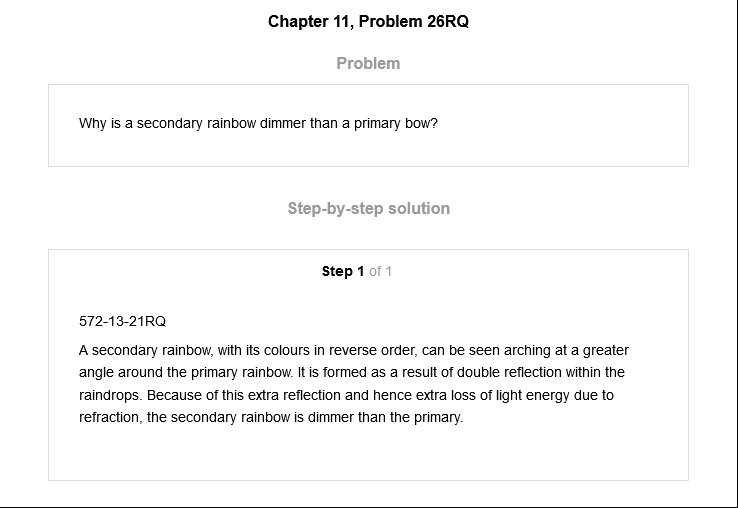 Chapter 11, Problem 26RQ
Problem
Why is a secondary rainbow dimmer than a primary bow?
Step-by-step solution
Step 1 of 1
572-13-21RQ
A secondary rainbow, with its colours in reverse order, can be seen arching at a greater
angle around the primary rainbow. It is formed as a result of double reflection within the
raindrops. Because of this extra reflection and hence extra loss of light energy due to
refraction, the secondary rainbow is dimmer than the primary.